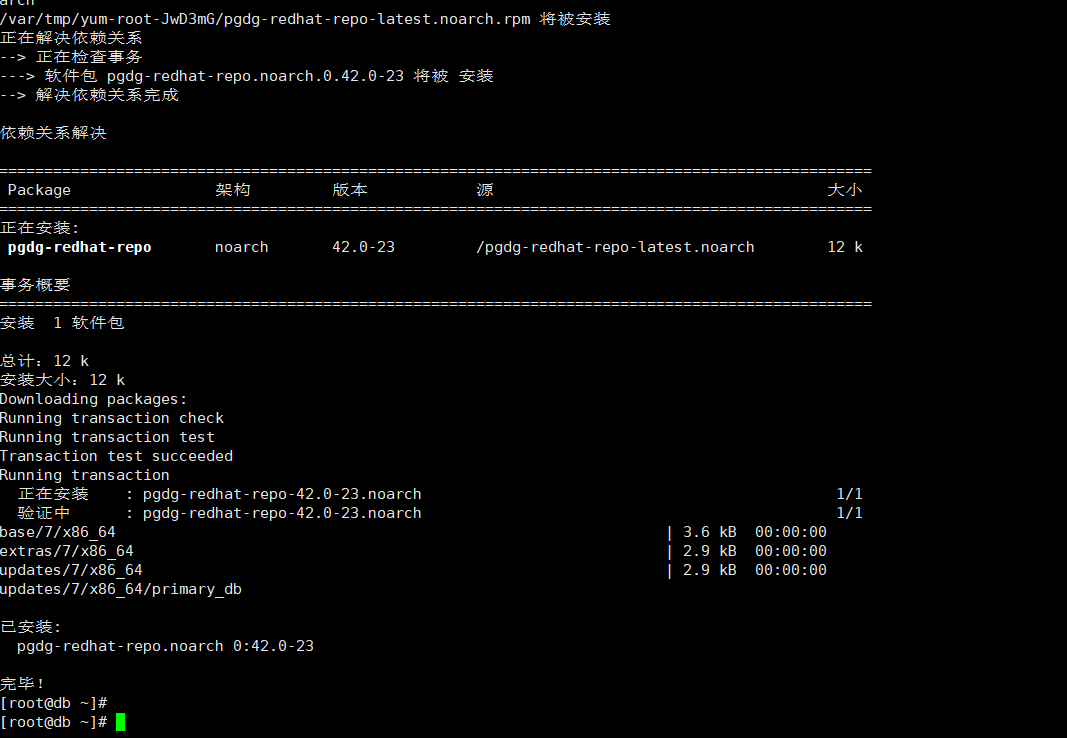 arch
/var/tmp/yum-root-JwD3mG/pgdg-redhat-repo-latest.noarch.rpm 将被安装
正在解决依赖关系
--> 正在检查事务
---> 软件包 pgdg-redhat-repo.noarch.0.42.0-23 将被 安装
--> 解决依赖关系完成
依赖关系解决
================================================================================
Package 架构 版本 源 大小
================================================================================
正在安装:
pgdg-redhat-repo noarch 42.0-23 /pgdg-redhat-repo-latest.noarch 12 k
事务概要
================================================================================
安装 1 软件包
总计：12 k
安装大小：12 k
Downloading packages:
Running transaction check
Running transaction test
Transaction test succeeded
Running transaction
正在安装 : pgdg-redhat-repo-42.0-23.noarch 1/1
验证中 : pgdg-redhat-repo-42.0-23.noarch 1/1
base/7/x86_64 | 3.6 kB 00:00:00
extras/7/x86_64 | 2.9 kB 00:00:00
updates/7/x86_64 | 2.9 kB 00:00:00
updates/7/x86_64/primary_db
已安装:
pgdg-redhat-repo.noarch 0:42.0-23
完毕！
[root@db ~]#
[root@db ~]#